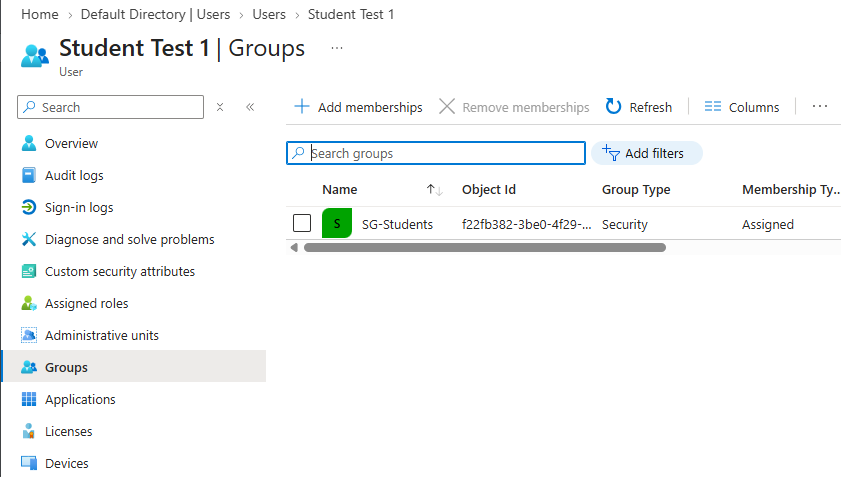 Home > Default Directory | Users > Users > Student Test 1
Student Test 1 | Groups ...
User
Search
Overview
Audit logs
Sign-in logs
Diagnose and solve problems
Custom security attributes
Assigned roles
Administrative units
Groups
Applications
Licenses
Devices
Add memberships Remove memberships Refresh Columns ...
Search groups Add filters
Name Object Id Group Type Membership Ty...
S SG-Students f22fb382-3be0-4f29-... Security Assigned